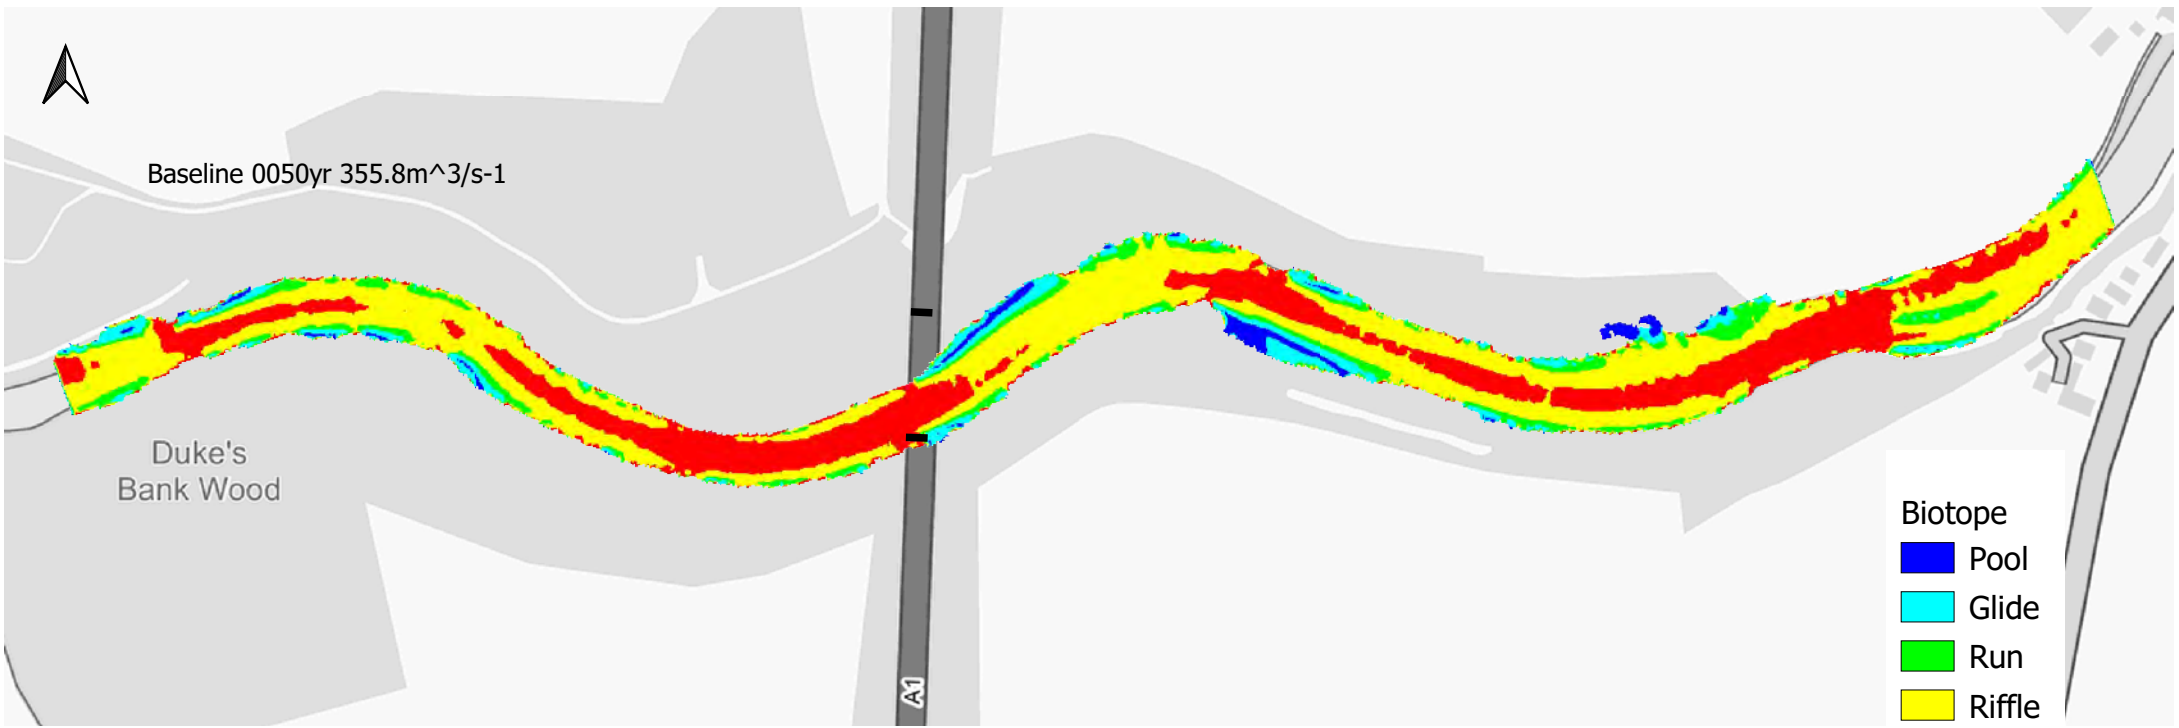 Baseline 0050yr 355.8m^3/s-1
Duke's
Bank Wood
A1
Biotope
Pool
Glide
Run
Riffle